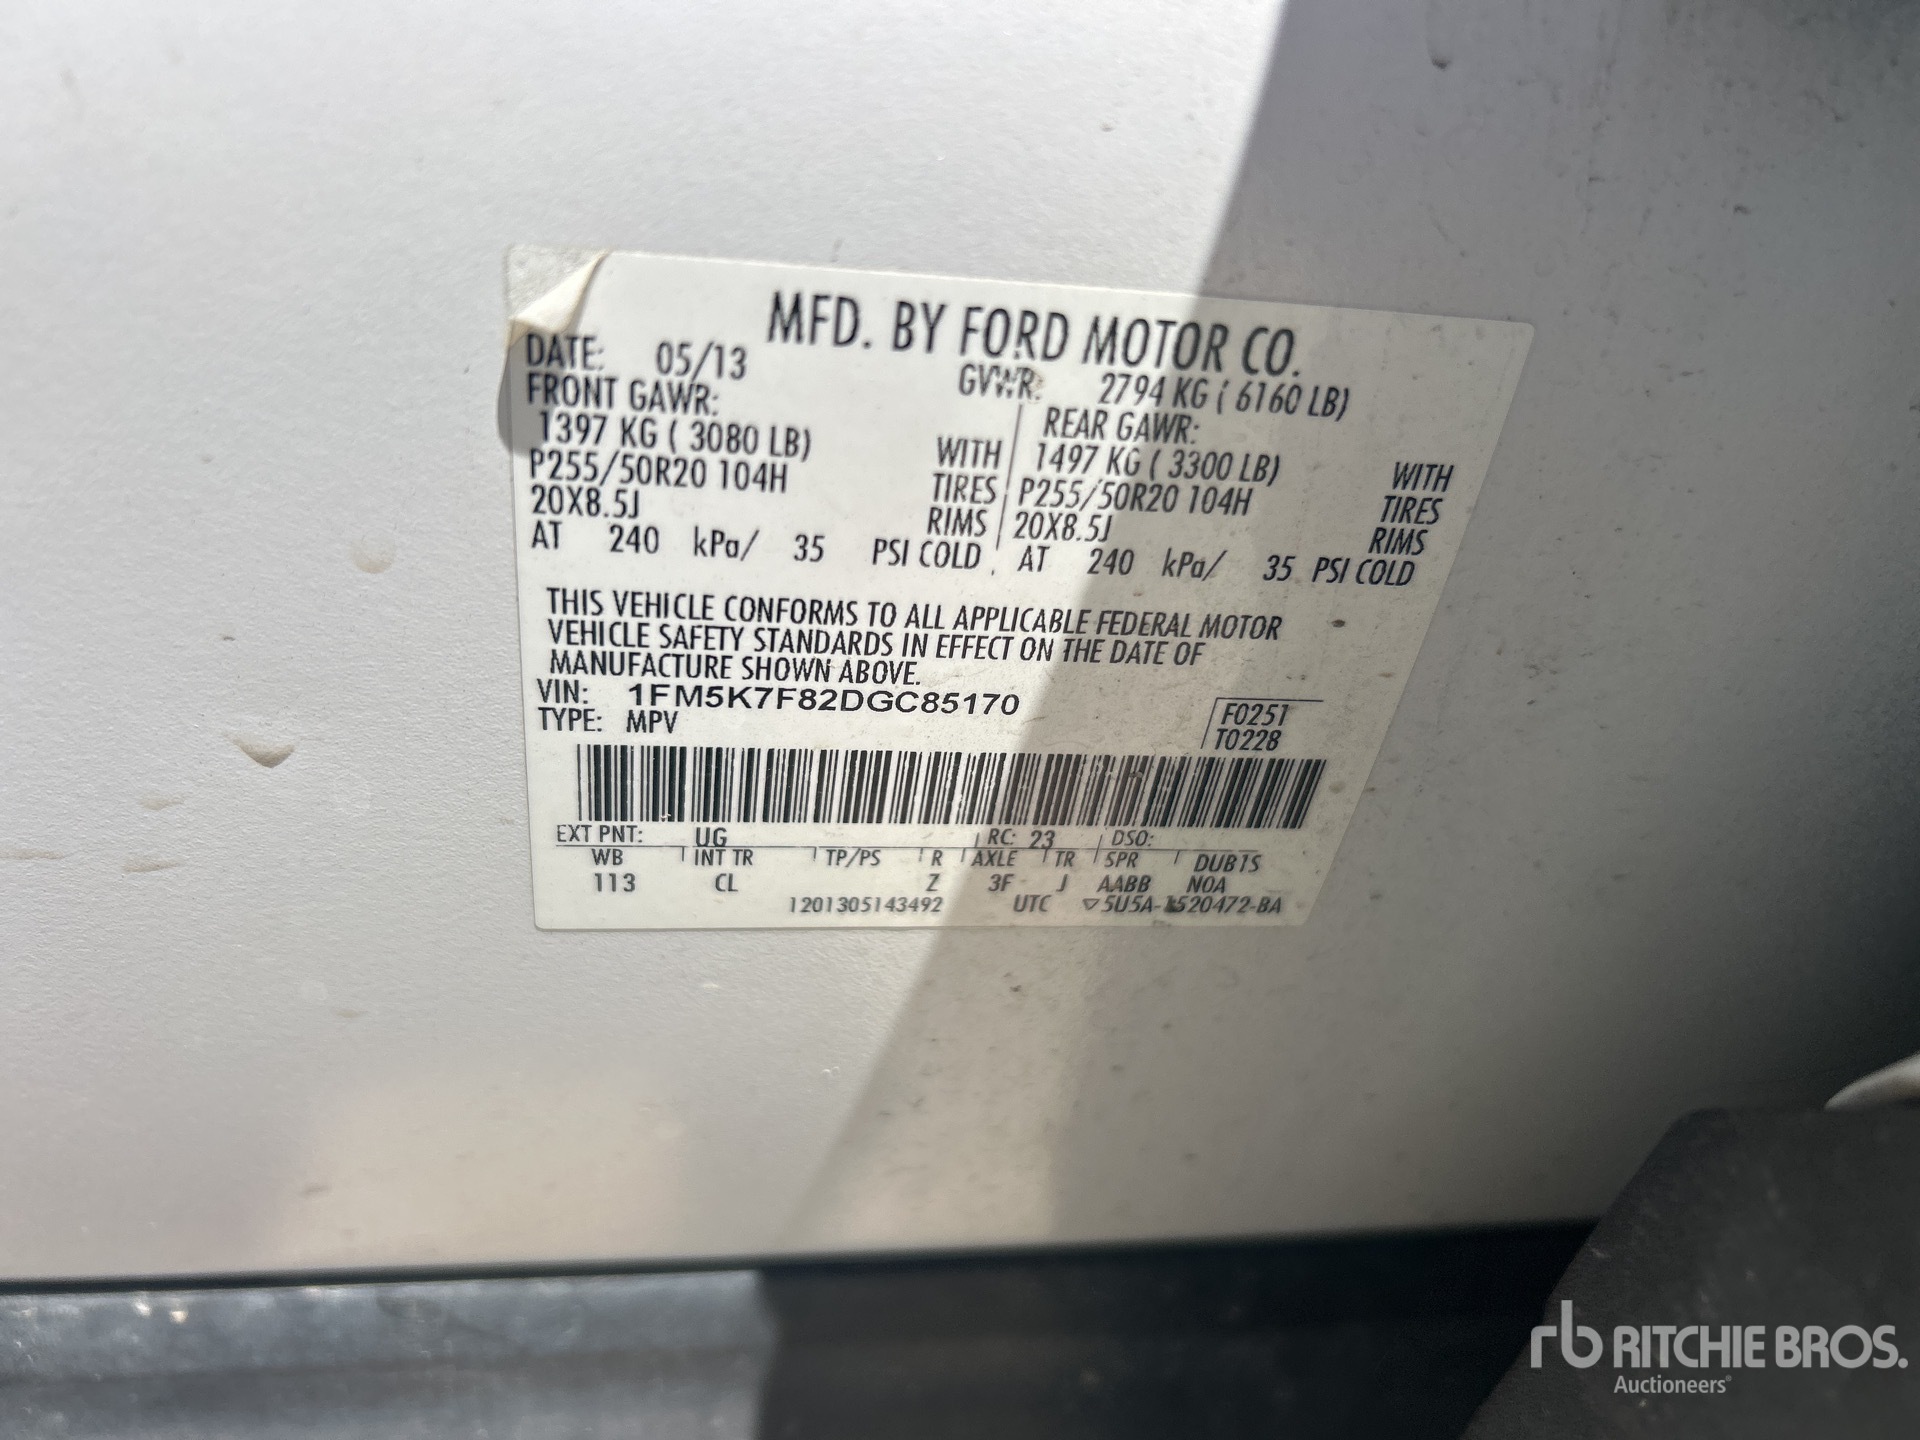 MFD. BY FORD MOTOR CO.
DATE: 05/13 GVWR: 2794 KG ( 6160 LB)
FRONT GAWR: REAR GAWR:
1397 KG ( 3080 LB) WITH 1497 KG ( 3300 LB) WITH
P255/50R20 104H TIRES P255/50R20 104H TIRES
20X8.5J RIMS 20X8.5J RIMS
AT 240 kPa/ 35 PSI COLD AT 240 kPa/ 35 PSI COLD
THIS VEHICLE CONFORMS TO ALL APPLICABLE FEDERAL MOTOR
VEHICLE SAFETY STANDARDS IN EFFECT ON THE DATE OF
MANUFACTURE SHOWN ABOVE.
VIN: 1FM5K7F82DGC85170
TYPE: MPV
F0251
T0228
EXT PNT: UG RC: 23 DSO:
WB INT TR TP/PS R AXLE TR SPR DUB1S
113 CL Z 3F J AABB NOA
1201305143492 UTC ▽5U5A-1520472-BA
rb RITCHIE BROS.
Auctioneers®